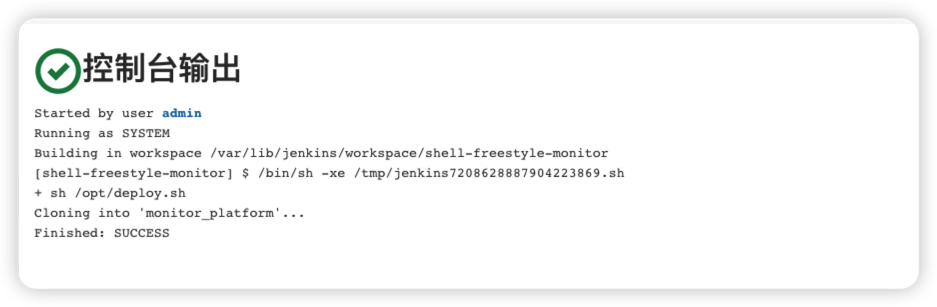 控制台输出
Started by user admin
Running as SYSTEM
Building in workspace /var/lib/jenkins/workspace/shell-freestyle-monitor
[shell-freestyle-monitor] $ /bin/sh -xe /tmp/jenkins7208628887904223869.sh
+ sh /opt/deploy.sh
Cloning into 'monitor_platform'...
Finished: SUCCESS